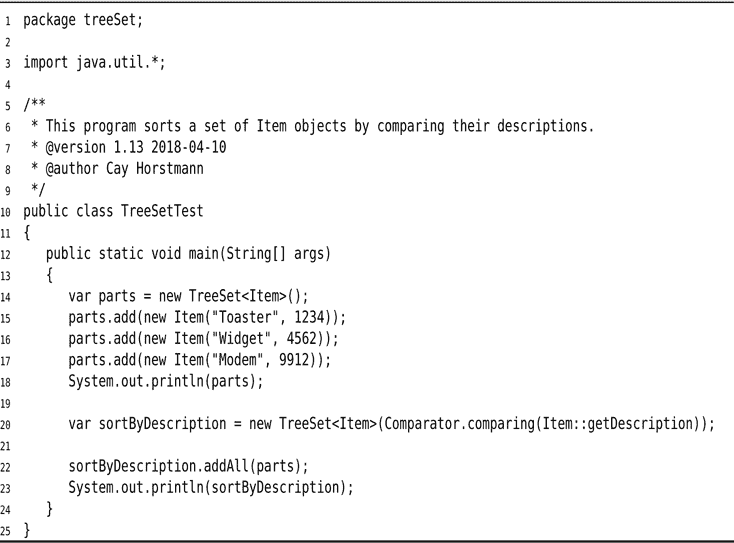 1 package treeSet;
2
3 import java.util.*;
4
5 /**
6  * This program sorts a set of Item objects by comparing their descriptions.
7  * @version 1.13 2018-04-10
8  * @author Cay Horstmann
9  */
10 public class TreeSetTest
11 {
12    public static void main(String[] args)
13    {
14       var parts = new TreeSet<Item>();
15       parts.add(new Item("Toaster", 1234));
16       parts.add(new Item("Widget", 4562));
17       parts.add(new Item("Modem", 9912));
18       System.out.println(parts);
19
20       var sortByDescription = new TreeSet<Item>(Comparator.comparing(Item::getDescription));
21
22       sortByDescription.addAll(parts);
23       System.out.println(sortByDescription);
24    }
25 }